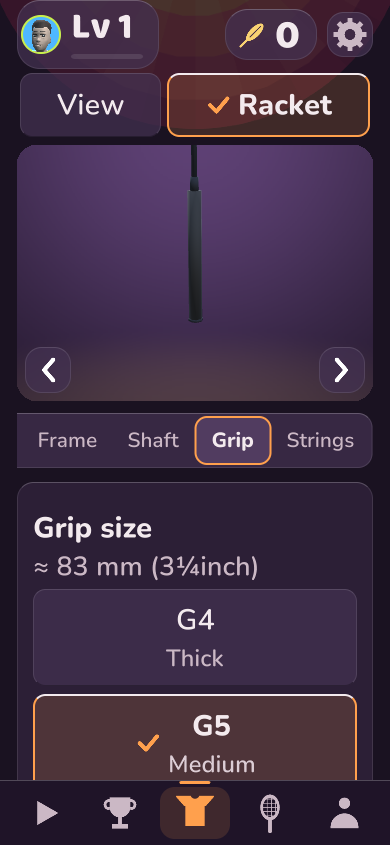 Lv 1
0
View
Racket
Frame
Shaft
Grip
Strings
Grip size
≈ 83 mm (3¼inch)
G4
Thick
G5
Medium